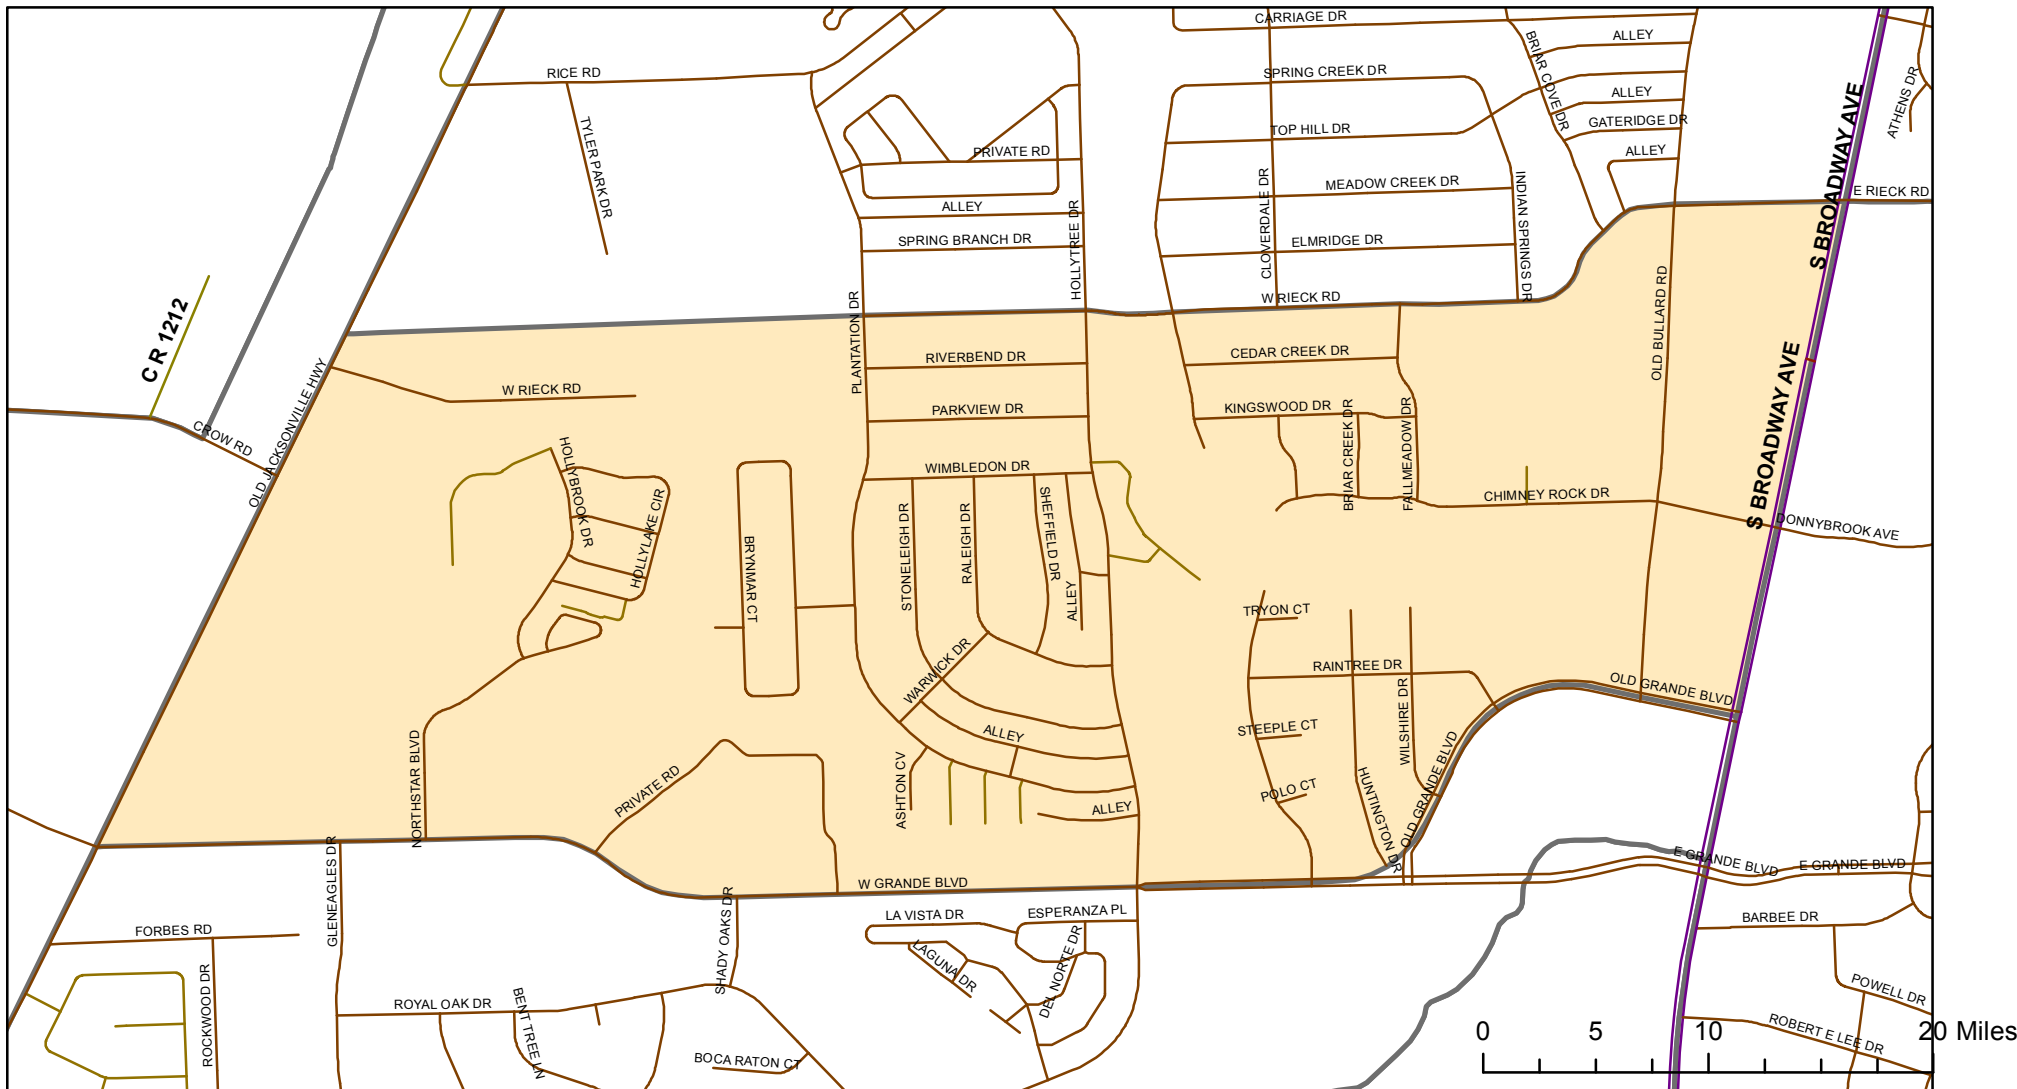 CARRIAGE DR
ALLEY
BRIAR COVE DR
RICE RD
SPRING CREEK DR
ATHENS DR
ALLEY
S BROADWAY AVE
TYLER PARK DR
TOP HILL DR
GATERIDGE DR
PRIVATE RD
ALLEY
MEADOW CREEK DR
INDIAN SPRINGS DR
E RIECK RD
ALLEY
HOLLYTREE DR
CLOVERDALE DR
SPRING BRANCH DR
ELMRIDGE DR
W RIECK RD
OLD BULLARD RD
C R 1212
PLANTATION DR
RIVERBEND DR
CEDAR CREEK DR
S BROADWAY AVE
OLD JACKSONVILLE HWY
W RIECK RD
PARKVIEW DR
KINGSWOOD DR
BRIAR CREEK DR
FALLMEADOW DR
CROW RD
HOLLYBROOK DR
WIMBLEDON DR
CHIMNEY ROCK DR
HOLLYLAKE CIR
DONNYBROOK AVE
BRYNMAR CT
STONELEIGH DR
RALEIGH DR
SHEFFIELD DR
ALLEY
TRYON CT
WARWICK DR
RAINTREE DR
OLD GRANDE BLVD
WILSHIRE DR
STEEPLE CT
ALLEY
NORTHSTAR BLVD
PRIVATE RD
ASHTON CV
POLO CT
HUNTINGTON DR
OLD GRANDE BLVD
ALLEY
GLENEAGLES DR
E GRANDE BLVD
E GRANDE BLVD
W GRANDE BLVD
SHADY OAKS DR
LA VISTA DR
ESPERANZA PL
BARBEE DR
FORBES RD
LAGUNA DR
DEL NORTE DR
ROCKWOOD DR
POWELL DR
ROYAL OAK DR
BENT TREE LN
ROBERT E LEE DR
BOCA RATON CT
0 5 10 20 Miles